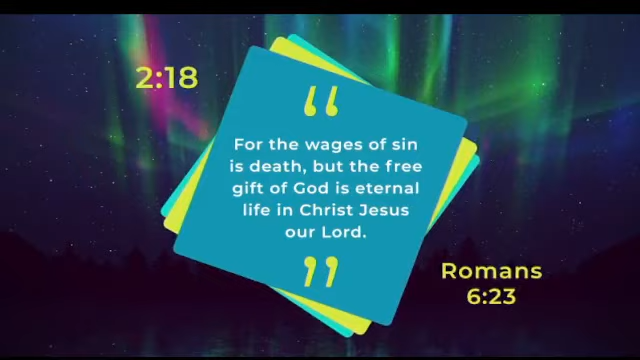 2:18
“
For the wages of sin
is death, but the free
gift of God is eternal
life in Christ Jesus
our Lord.
”
Romans
6:23